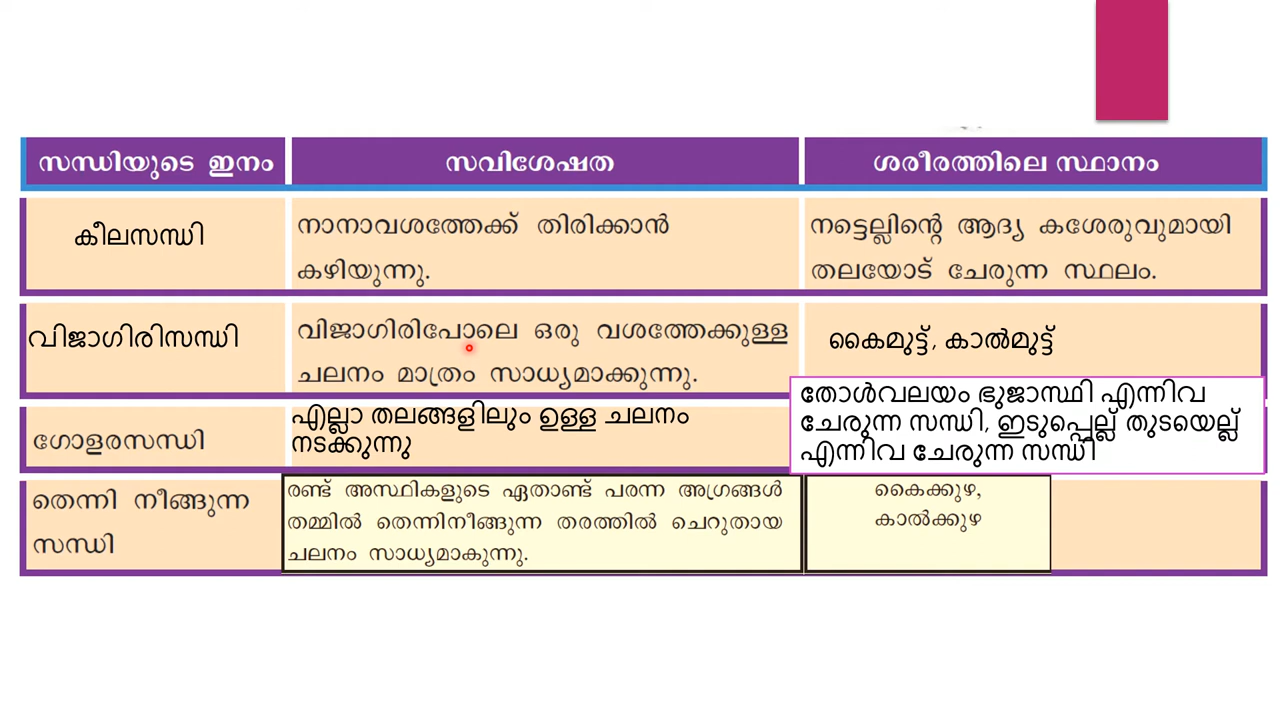 സന്ധിയുടെ ഇനം
സവിശേഷത
ശരീരത്തിലെ സ്ഥാനം
കീലസന്ധി
നാനാവശത്തേക്ക് തിരിക്കാൻ
കഴിയുന്നു.
നട്ടെല്ലിന്റെ ആദ്യ കശേരുവുമായി
തലയോട് ചേരുന്ന സ്ഥലം.
വിജാഗിരിസന്ധി
വിജാഗിരിപോലെ ഒരു വശത്തേക്കുള്ള
ചലനം മാത്രം സാധ്യമാക്കുന്നു.
കൈമുട്ട്, കാൽമുട്ട്
ഗോളരസന്ധി
എല്ലാ തലങ്ങളിലും ഉള്ള ചലനം
നടക്കുന്നു
തോൾവലയം ഭുജാസ്ഥി എന്നിവ
ചേരുന്ന സന്ധി, ഇടുപ്പെല്ല് തുടയെല്ല്
എന്നിവ ചേരുന്ന സന്ധി
തെന്നി നീങ്ങുന്ന
സന്ധി
രണ്ട് അസ്ഥികളുടെ ഏതാണ്ട് പരന്ന അഗ്രങ്ങൾ
തമ്മിൽ തെന്നിനീങ്ങുന്ന തരത്തിൽ ചെറുതായ
ചലനം സാധ്യമാകുന്നു.
കൈക്കുഴ,
കാൽക്കുഴ